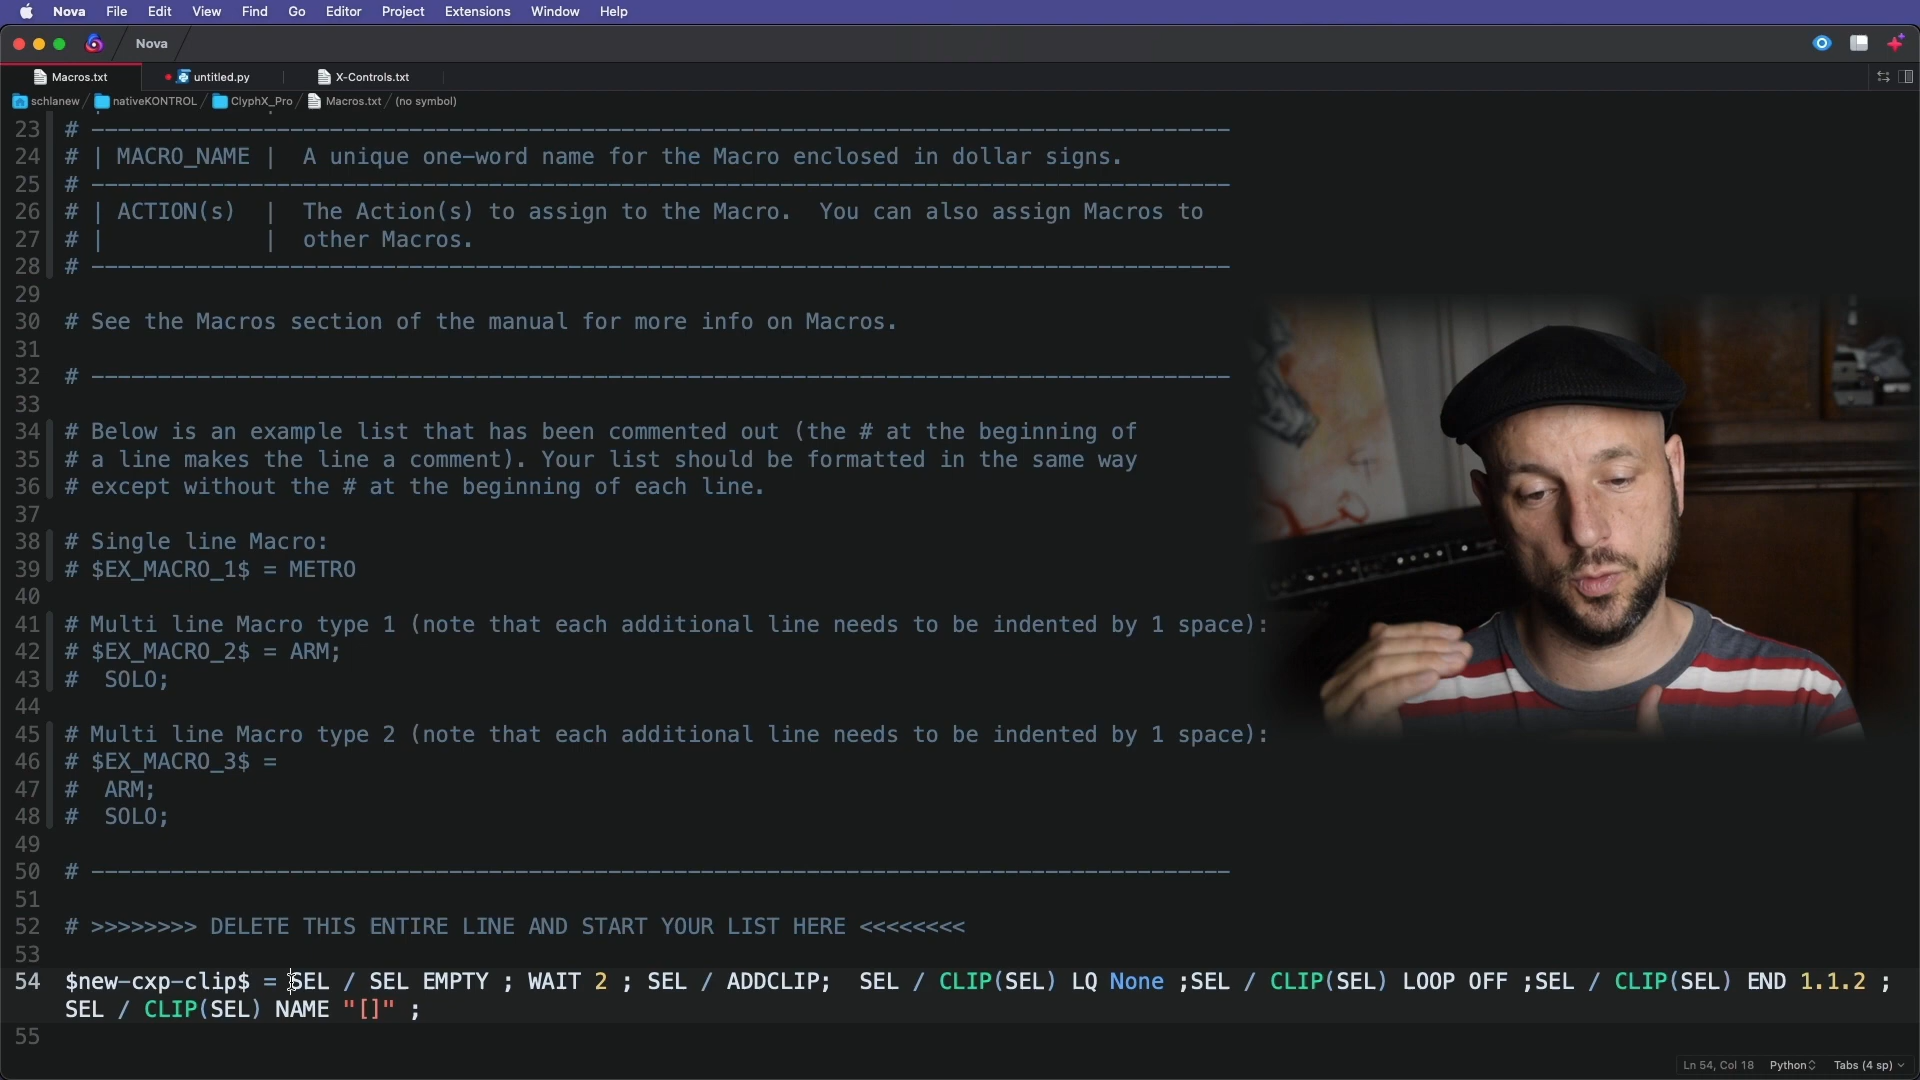 Nova File Edit View Find Go Editor Project Extensions Window Help
Nova
Macros.txt untitled.py X-Controls.txt
schlanew nativeKONTROL ClyphX_Pro Macros.txt (no symbol)
23 # ——————————————————————————————
24 # | MACRO_NAME | A unique one-word name for the Macro enclosed in dollar signs.
25 # ——————————————————————————————
26 # | ACTION(s) | The Action(s) to assign to the Macro. You can also assign Macros to
27 # | | other Macros.
28 # ——————————————————————————————
29
30 # See the Macros section of the manual for more info on Macros.
31
32 # ——————————————————————————————
33
34 # Below is an example list that has been commented out (the # at the beginning of
35 # a line makes the line a comment). Your list should be formatted in the same way
36 # except without the # at the beginning of each line.
37
38 # Single line Macro:
39 # $EX_MACRO_1$ = METRO
40
41 # Multi line Macro type 1 (note that each additional line needs to be indented by 1 space):
42 # $EX_MACRO_2$ = ARM;
43 #  SOLO;
44
45 # Multi line Macro type 2 (note that each additional line needs to be indented by 1 space):
46 # $EX_MACRO_3$ =
47 #  ARM;
48 #  SOLO;
49
50 # ——————————————————————————————
51
52 # >>>>>>>> DELETE THIS ENTIRE LINE AND START YOUR LIST HERE <<<<<<<<
53
54 $new-cxp-clip$ = SEL / SEL EMPTY ; WAIT 2 ; SEL / ADDCLIP;  SEL / CLIP(SEL) LQ None ;SEL / CLIP(SEL) LOOP OFF ;SEL / CLIP(SEL) END 1.1.2 ;
SEL / CLIP(SEL) NAME "[]" ;
55
Ln 54, Col 18 Python Tabs (4 sp)